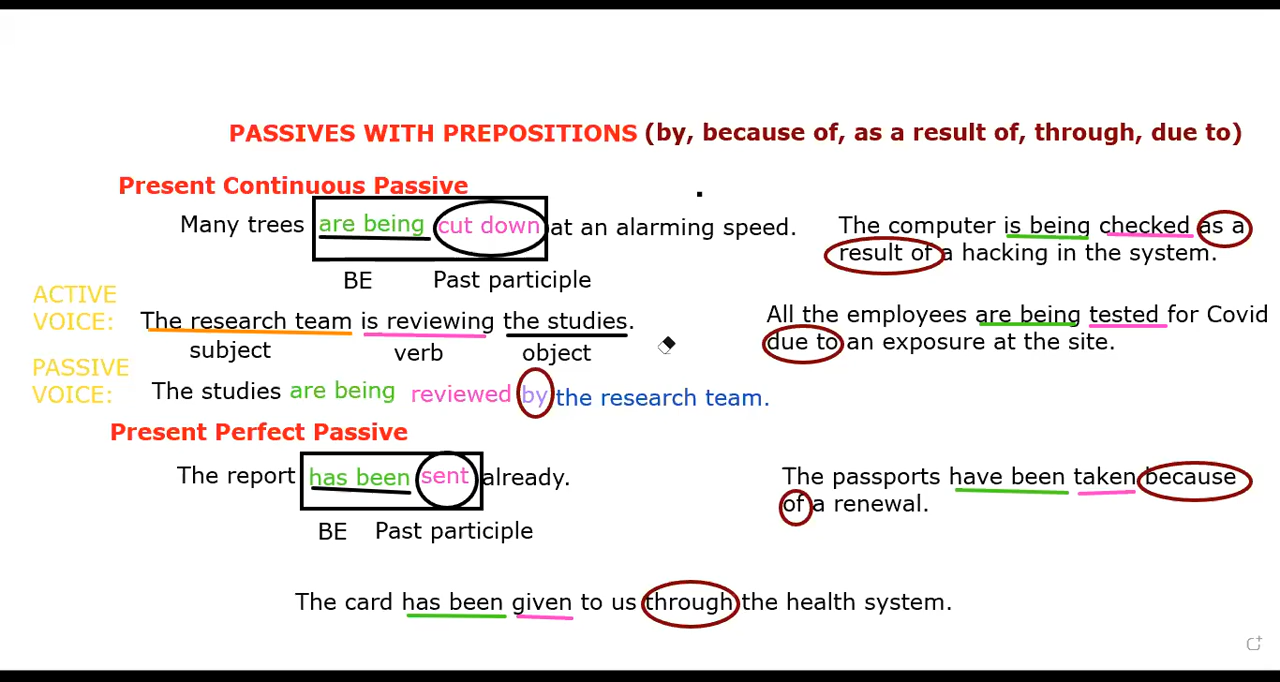 PASSIVES WITH PREPOSITIONS (by, because of, as a result of, through, due to)
Present Continuous Passive
Many trees are being cut down at an alarming speed.
BE Past participle
The computer is being checked as a
result of a hacking in the system.
ACTIVE
VOICE: The research team is reviewing the studies.
subject verb object
All the employees are being tested for Covid
due to an exposure at the site.
PASSIVE
VOICE: The studies are being reviewed by the research team.
Present Perfect Passive
The report has been sent already.
BE Past participle
The passports have been taken because
of a renewal.
The card has been given to us through the health system.